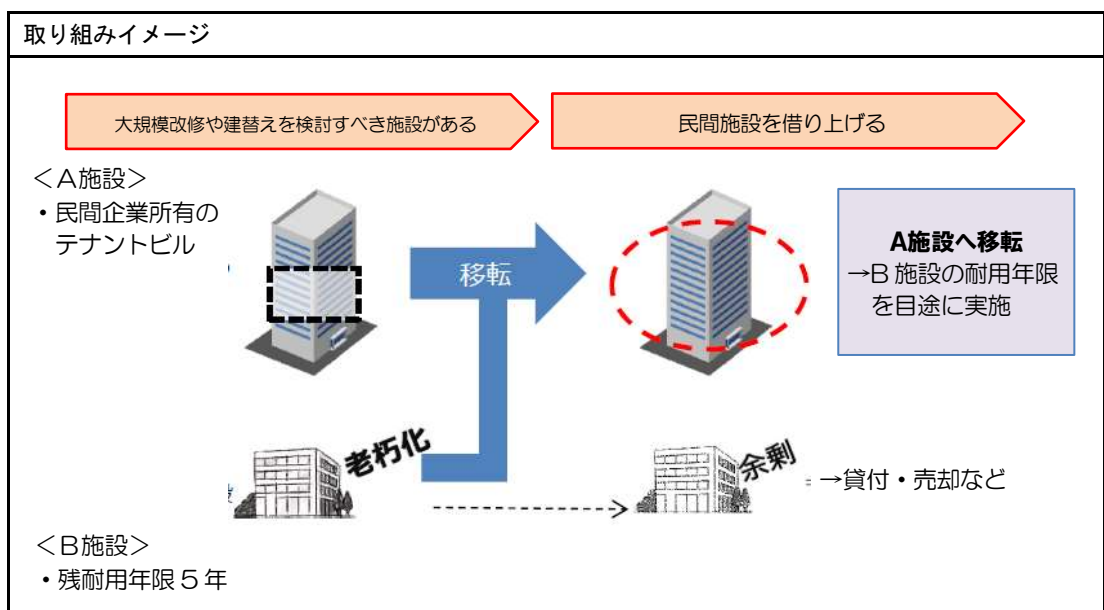 取り組みイメージ
大規模改修や建替えを検討すべき施設がある
民間施設を借り上げる
＜Ａ施設＞
・民間企業所有の
テナントビル
移転
A施設へ移転
→Ｂ施設の耐用年限
を目途に実施
老朽化
余剰
→貸付・売却など
＜Ｂ施設＞
・残耐用年限５年